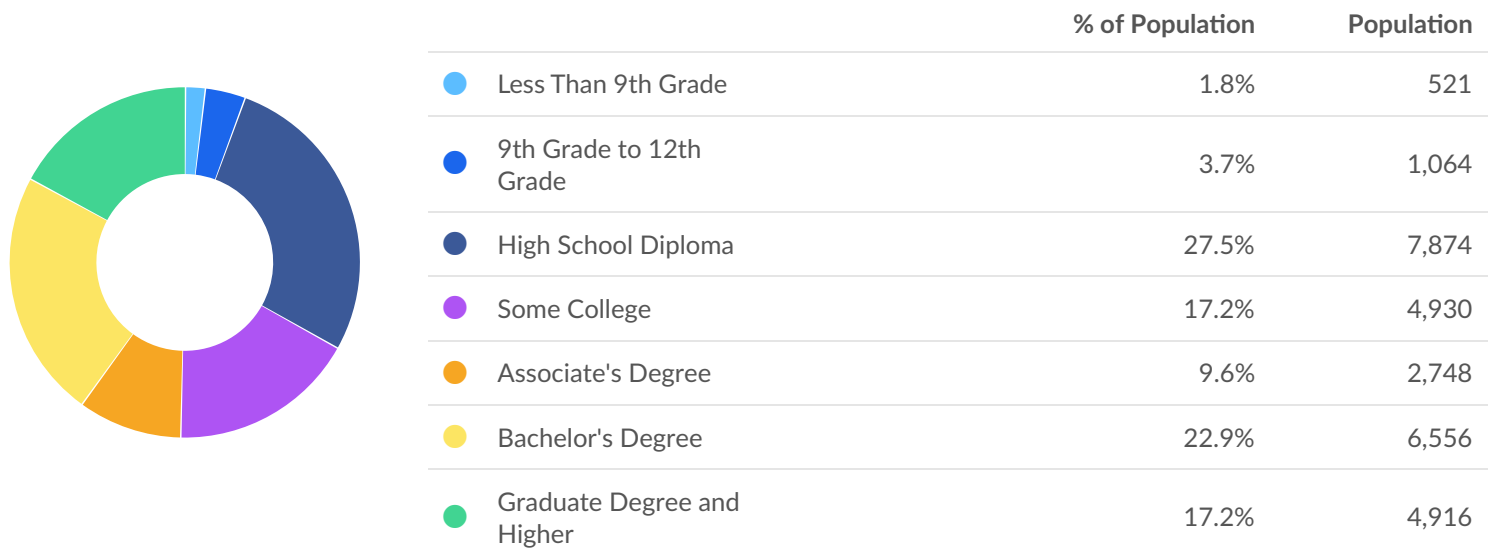 % of Population Population
Less Than 9th Grade 1.8% 521
9th Grade to 12th
Grade 3.7% 1,064
High School Diploma 27.5% 7,874
Some College 17.2% 4,930
Associate's Degree 9.6% 2,748
Bachelor's Degree 22.9% 6,556
Graduate Degree and
Higher 17.2% 4,916